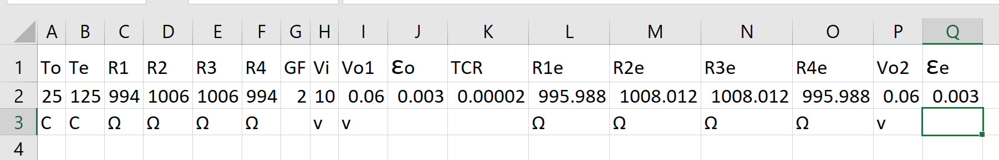 A B C D E F G H I J K L M N O P Q
1 To Te R1 R2 R3 R4 GF Vi Vo1 εo TCR R1e R2e R3e R4e Vo2 εe
2 25 125 994 1006 1006 994 2 10 0.06 0.003 0.00002 995.988 1008.012 1008.012 995.988 0.06 0.003
3 C C Ω Ω Ω Ω v v Ω Ω Ω Ω v
4